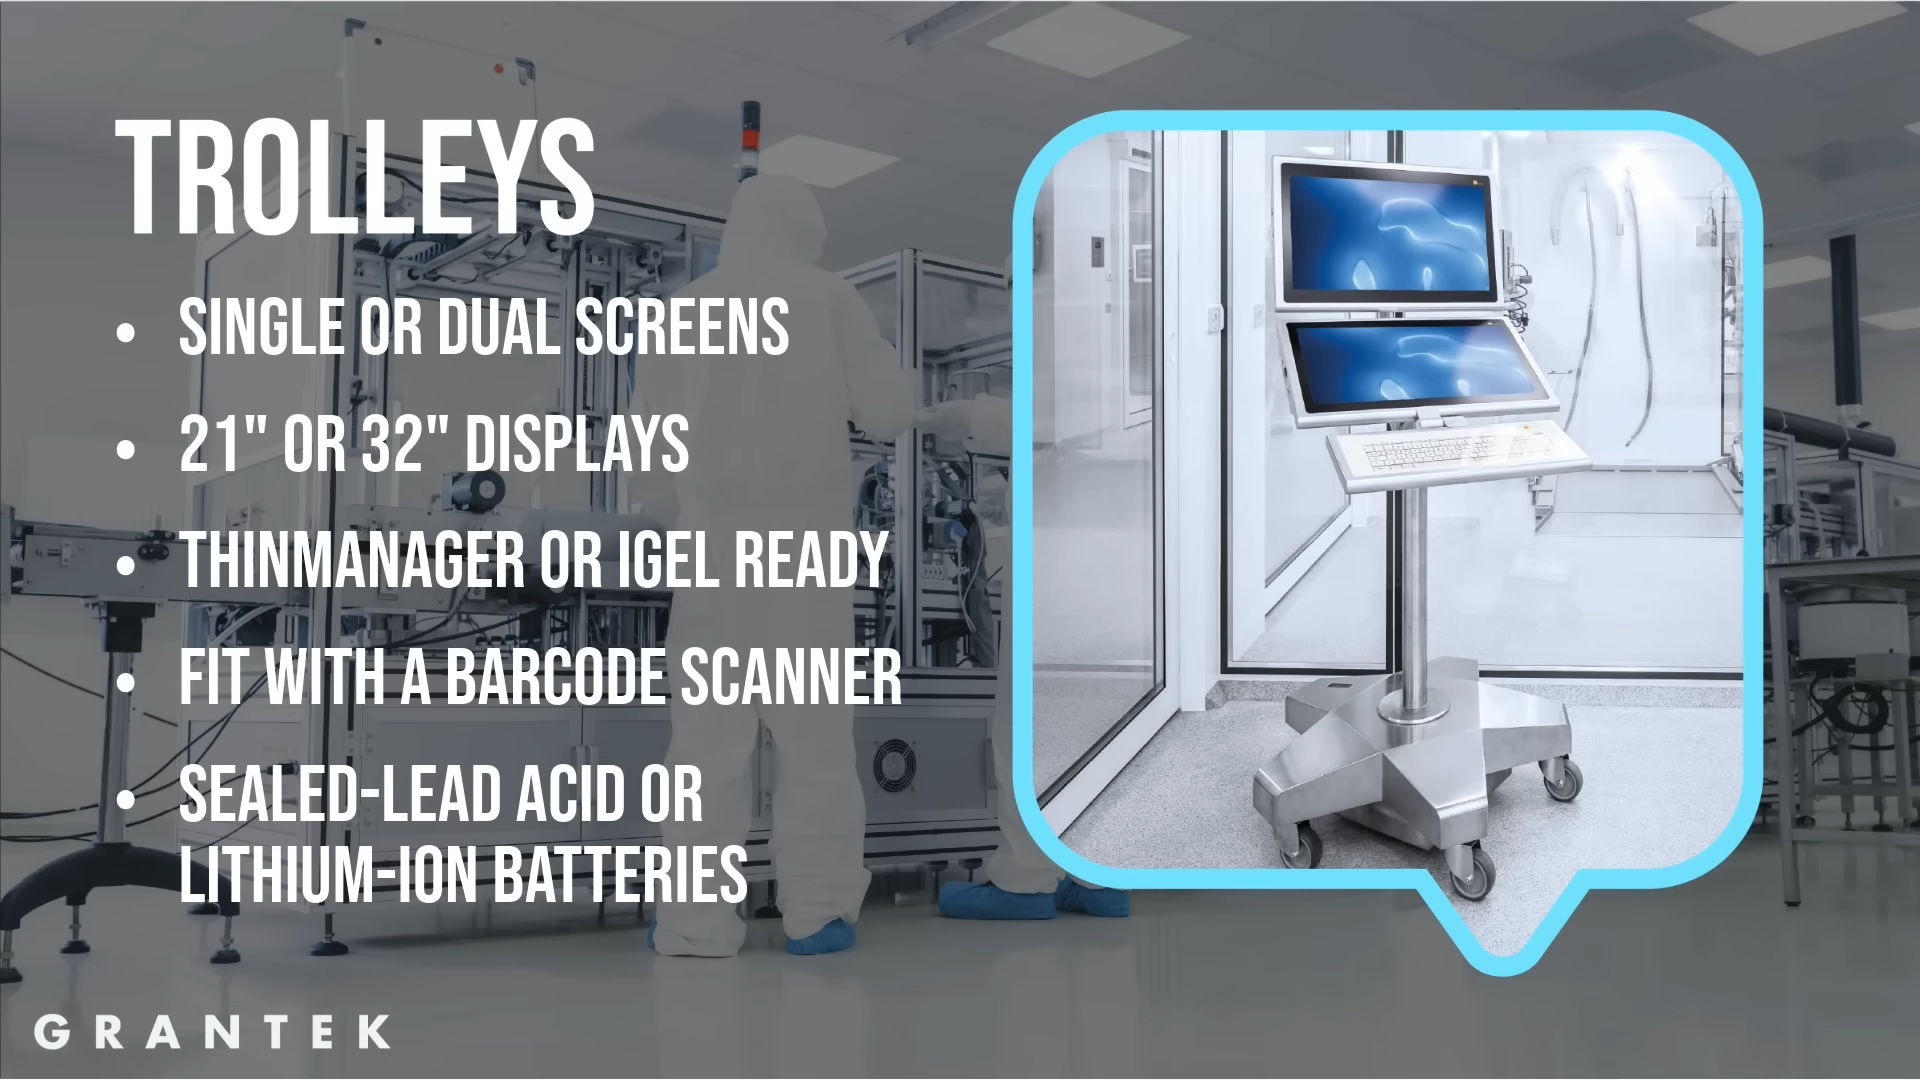 TROLLEYS
• SINGLE OR DUAL SCREENS
• 21" OR 32" DISPLAYS
• THINMANAGER OR IGEL READY
• FIT WITH A BARCODE SCANNER
• SEALED-LEAD ACID OR
LITHIUM-ION BATTERIES
GRANTEK